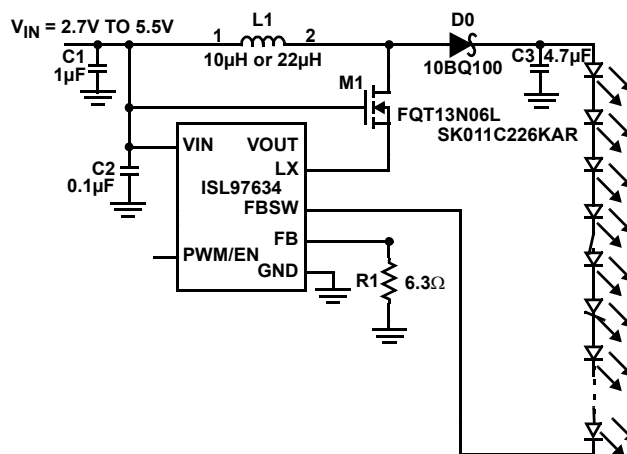 V_IN = 2.7V TO 5.5V
L1
D0
1
2
C1
1µF
10µH or 22µH
10BQ100
C3
4.7µF
M1
FQT13N06L
SK011C226KAR
VIN
VOUT
LX
C2
0.1µF
ISL97634
FBSW
FB
PWM/EN
GND
R1
6.3Ω